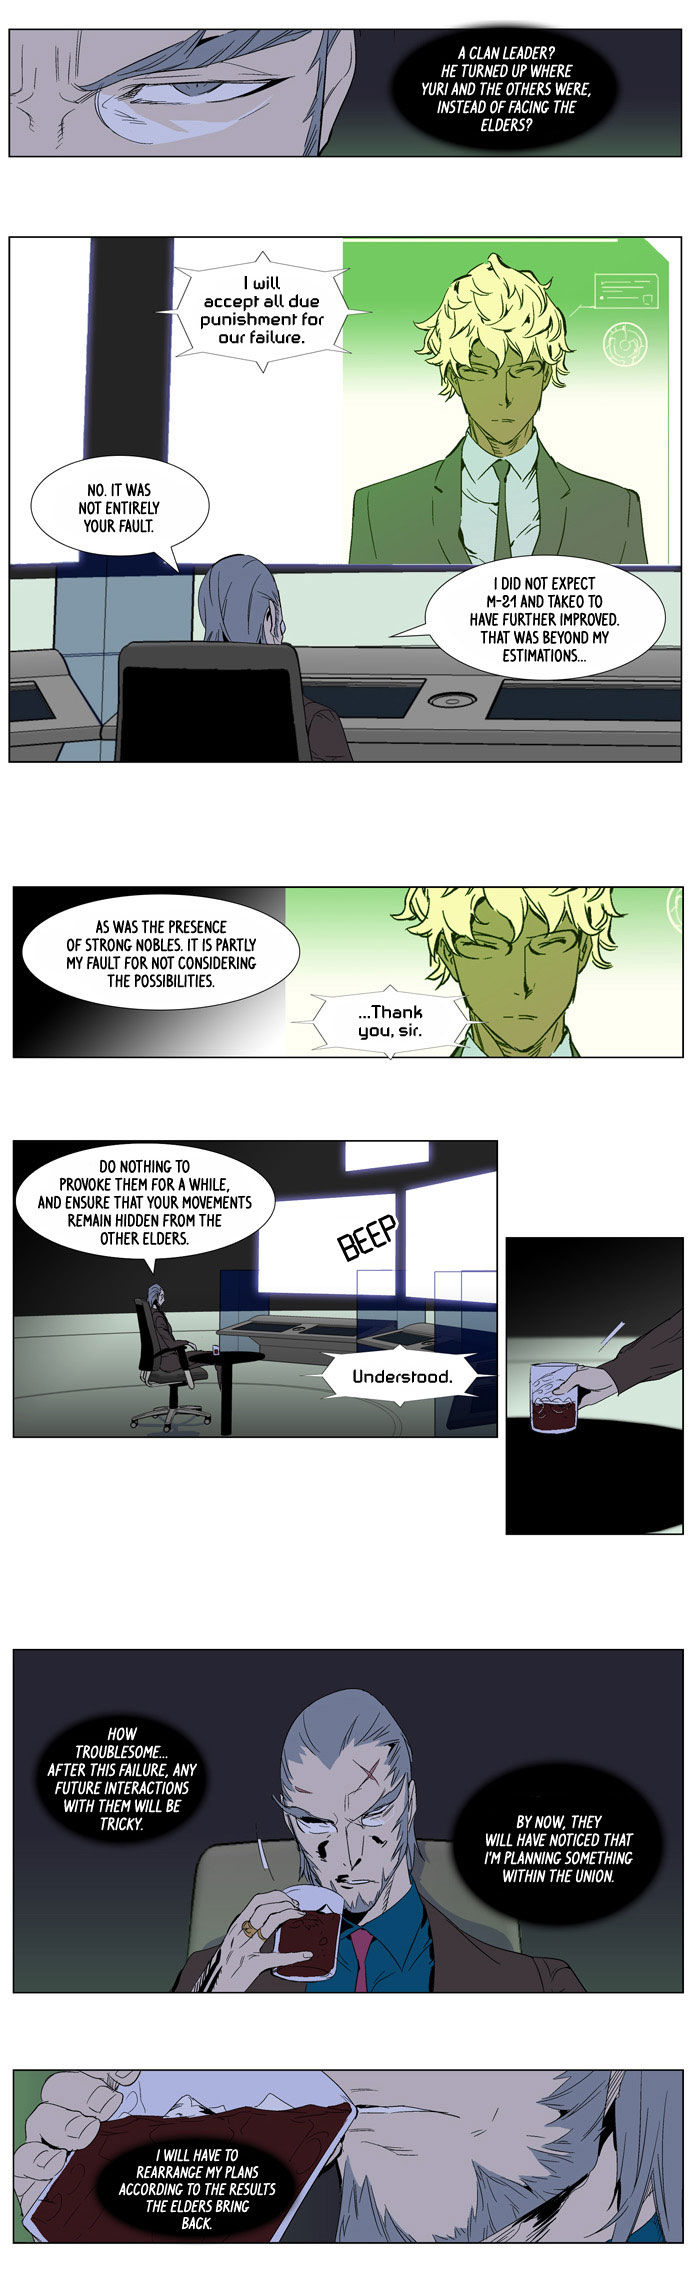 A CLAN LEADER?
HE TURNED UP WHERE
YURI AND THE OTHERS WERE,
INSTEAD OF FACING THE
ELDERS?
I will
accept all due
punishment for
our failure.
NO. IT WAS
NOT ENTIRELY
YOUR FAULT.
I DID NOT EXPECT
M-21 AND TAKEO TO
HAVE FURTHER IMPROVED.
THAT WAS BEYOND MY
ESTIMATIONS...
AS WAS THE PRESENCE
OF STRONG NOBLES. IT IS PARTLY
MY FAULT FOR NOT CONSIDERING
THE POSSIBILITIES.
...Thank
you, sir.
DO NOTHING TO
PROVOKE THEM FOR A WHILE,
AND ENSURE THAT YOUR MOVEMENTS
REMAIN HIDDEN FROM THE
OTHER ELDERS.
BEEP
Understood.
HOW
TROUBLESOME...
AFTER THIS FAILURE, ANY
FUTURE INTERACTIONS
WITH THEM WILL BE
TRICKY.
BY NOW, THEY
WILL HAVE NOTICED THAT
I'M PLANNING SOMETHING
WITHIN THE UNION.
I WILL HAVE TO
REARRANGE MY PLANS
ACCORDING TO THE RESULTS
THE ELDERS BRING
BACK.